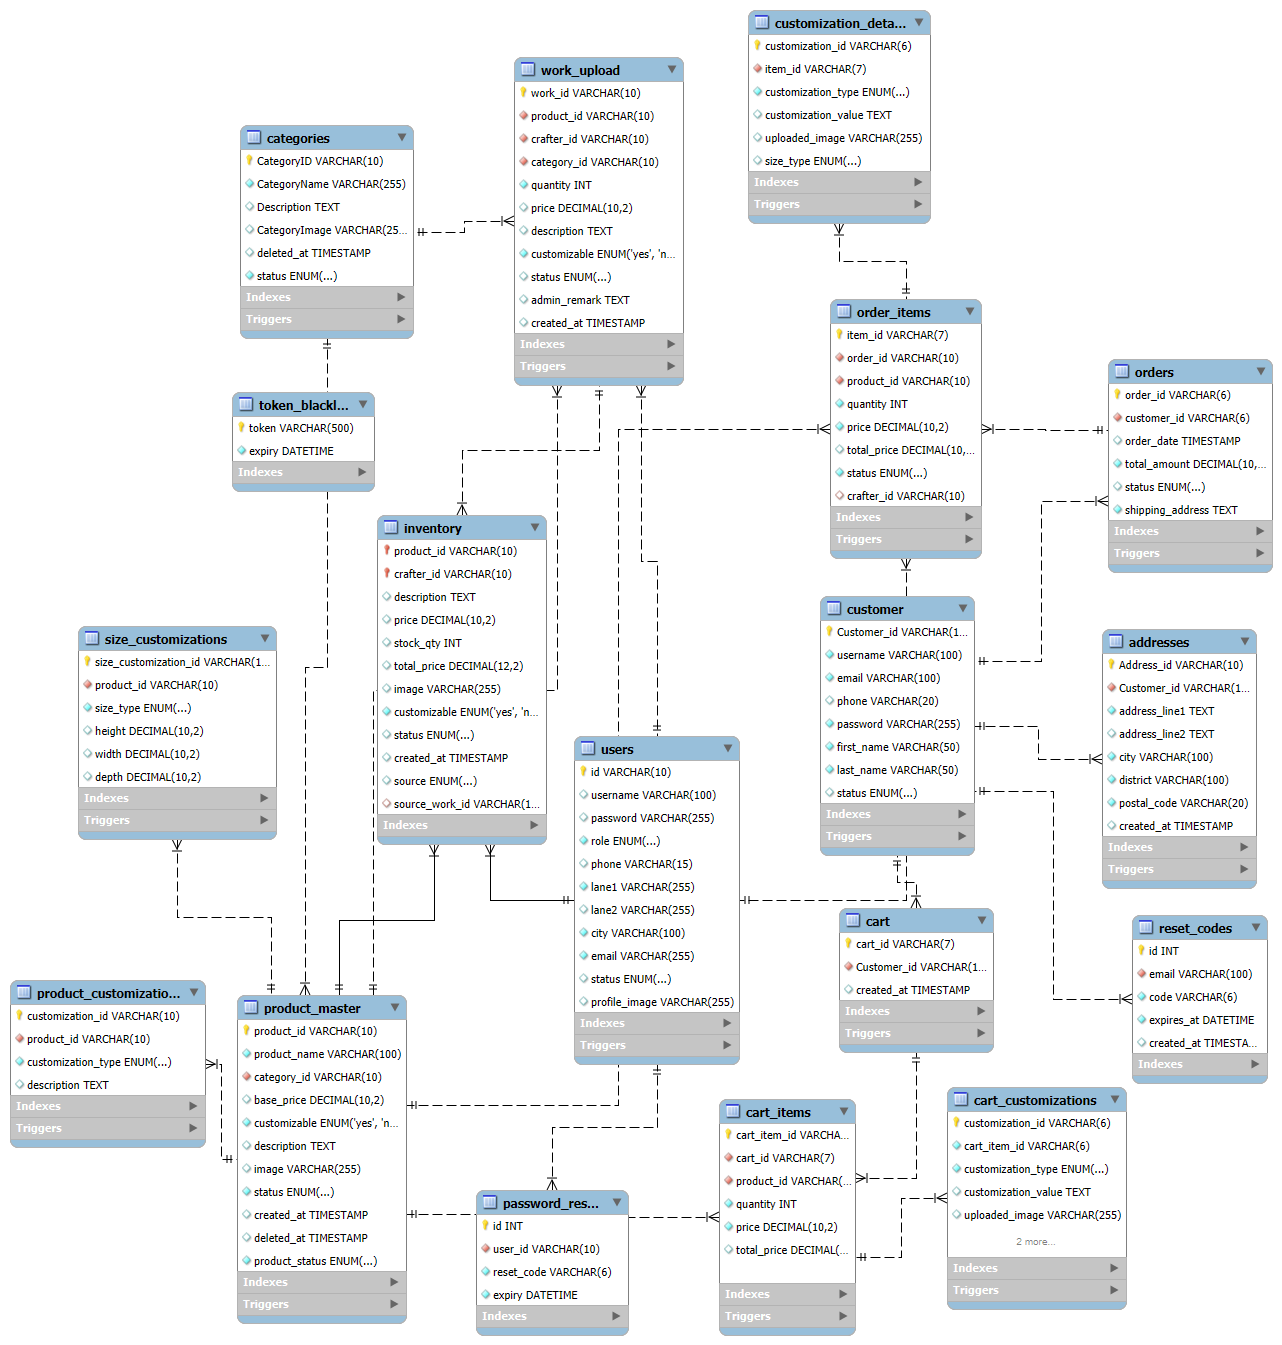 customization_deta...
customization_id VARCHAR(6)
item_id VARCHAR(7)
customization_type ENUM(...)
customization_value TEXT
uploaded_image VARCHAR(255)
size_type ENUM(...)
Indexes
Triggers
work_upload
work_id VARCHAR(10)
product_id VARCHAR(10)
crafter_id VARCHAR(10)
category_id VARCHAR(10)
quantity INT
price DECIMAL(10,2)
description TEXT
customizable ENUM('yes', 'n...
status ENUM(...)
admin_remark TEXT
created_at TIMESTAMP
Indexes
Triggers
categories
CategoryID VARCHAR(10)
CategoryName VARCHAR(255)
Description TEXT
CategoryImage VARCHAR(25...
deleted_at TIMESTAMP
status ENUM(...)
Indexes
Triggers
order_items
item_id VARCHAR(7)
order_id VARCHAR(10)
product_id VARCHAR(10)
quantity INT
price DECIMAL(10,2)
total_price DECIMAL(10,...
status ENUM(...)
crafter_id VARCHAR(10)
Indexes
Triggers
orders
order_id VARCHAR(6)
customer_id VARCHAR(6)
order_date TIMESTAMP
total_amount DECIMAL(10,...
status ENUM(...)
shipping_address TEXT
Indexes
Triggers
token_blackl...
token VARCHAR(500)
expiry DATETIME
Indexes
inventory
product_id VARCHAR(10)
crafter_id VARCHAR(10)
description TEXT
price DECIMAL(10,2)
stock_qty INT
total_price DECIMAL(12,2)
image VARCHAR(255)
customizable ENUM('yes', 'n...
status ENUM(...)
created_at TIMESTAMP
source ENUM(...)
source_work_id VARCHAR(1...
Indexes
customer
Customer_id VARCHAR(1...
username VARCHAR(100)
email VARCHAR(100)
phone VARCHAR(20)
password VARCHAR(255)
first_name VARCHAR(50)
last_name VARCHAR(50)
status ENUM(...)
Indexes
Triggers
size_customizations
size_customization_id VARCHAR(1...
product_id VARCHAR(10)
size_type ENUM(...)
height DECIMAL(10,2)
width DECIMAL(10,2)
depth DECIMAL(10,2)
Indexes
Triggers
addresses
Address_id VARCHAR(10)
Customer_id VARCHAR(1...
address_line1 TEXT
address_line2 TEXT
city VARCHAR(100)
district VARCHAR(100)
postal_code VARCHAR(20)
created_at TIMESTAMP
Indexes
Triggers
users
id VARCHAR(10)
username VARCHAR(100)
password VARCHAR(255)
role ENUM(...)
phone VARCHAR(15)
lane1 VARCHAR(255)
lane2 VARCHAR(255)
city VARCHAR(100)
email VARCHAR(255)
status ENUM(...)
profile_image VARCHAR(255)
Indexes
Triggers
cart
cart_id VARCHAR(7)
Customer_id VARCHAR(1...
created_at TIMESTAMP
Indexes
Triggers
reset_codes
id INT
email VARCHAR(100)
code VARCHAR(6)
expires_at DATETIME
created_at TIMESTA...
Indexes
product_customizatio...
customization_id VARCHAR(10)
product_id VARCHAR(10)
customization_type ENUM(...)
description TEXT
Indexes
Triggers
product_master
product_id VARCHAR(10)
product_name VARCHAR(100)
category_id VARCHAR(10)
base_price DECIMAL(10,2)
customizable ENUM('yes', 'n...
description TEXT
image VARCHAR(255)
status ENUM(...)
created_at TIMESTAMP
deleted_at TIMESTAMP
product_status ENUM(...)
Indexes
Triggers
cart_customizations
customization_id VARCHAR(6)
cart_item_id VARCHAR(6)
customization_type ENUM(...)
customization_value TEXT
uploaded_image VARCHAR(255)
2 more...
Indexes
Triggers
cart_items
cart_item_id VARCHA...
cart_id VARCHAR(7)
product_id VARCHAR(...
quantity INT
price DECIMAL(10,2)
total_price DECIMAL(...
Indexes
Triggers
password_res...
id INT
user_id VARCHAR(10)
reset_code VARCHAR(6)
expiry DATETIME
Indexes